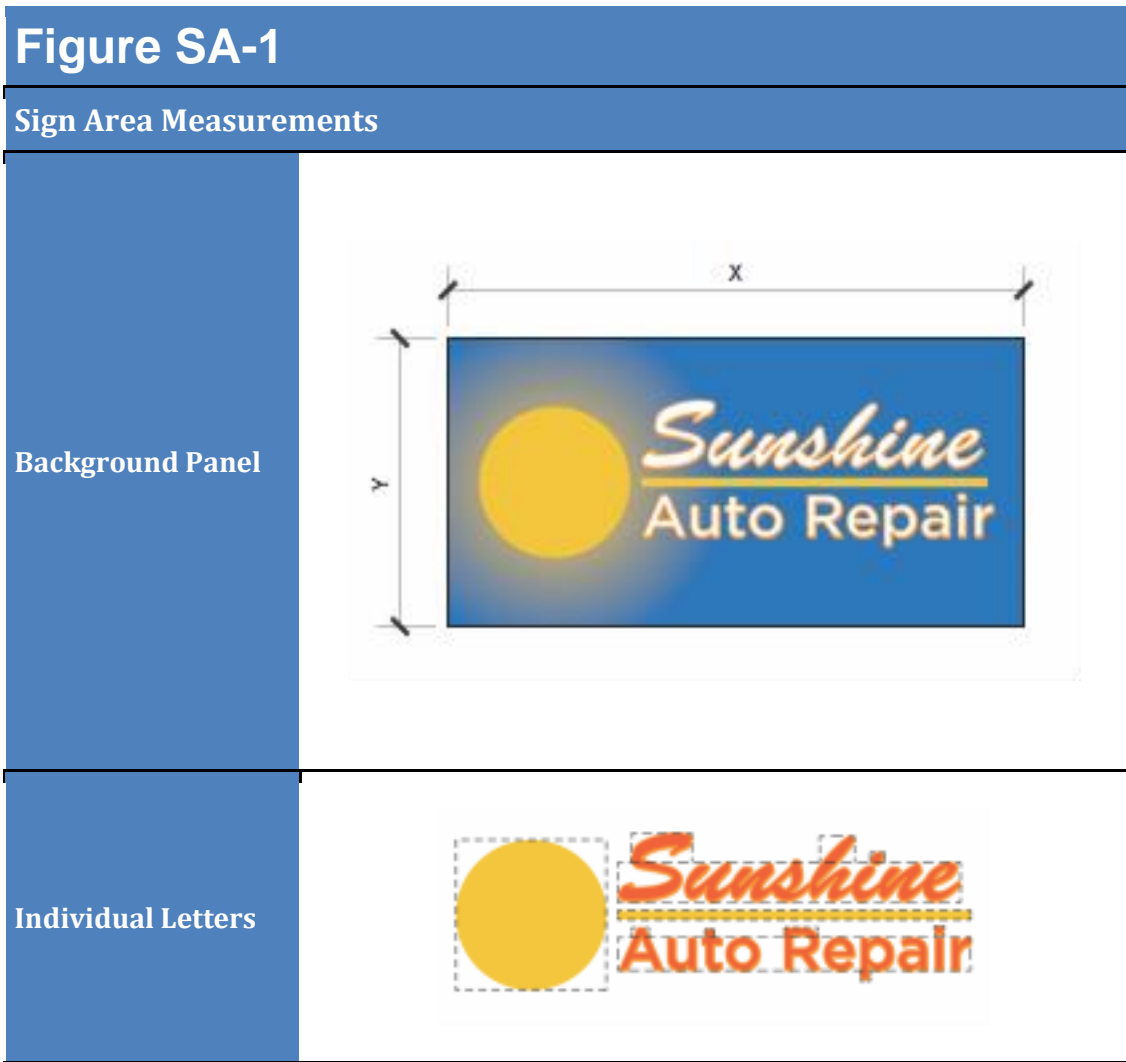 Figure SA-1
Sign Area Measurements
Background Panel
X
Y
Sunshine
Auto Repair
Individual Letters
Sunshine
Auto Repair